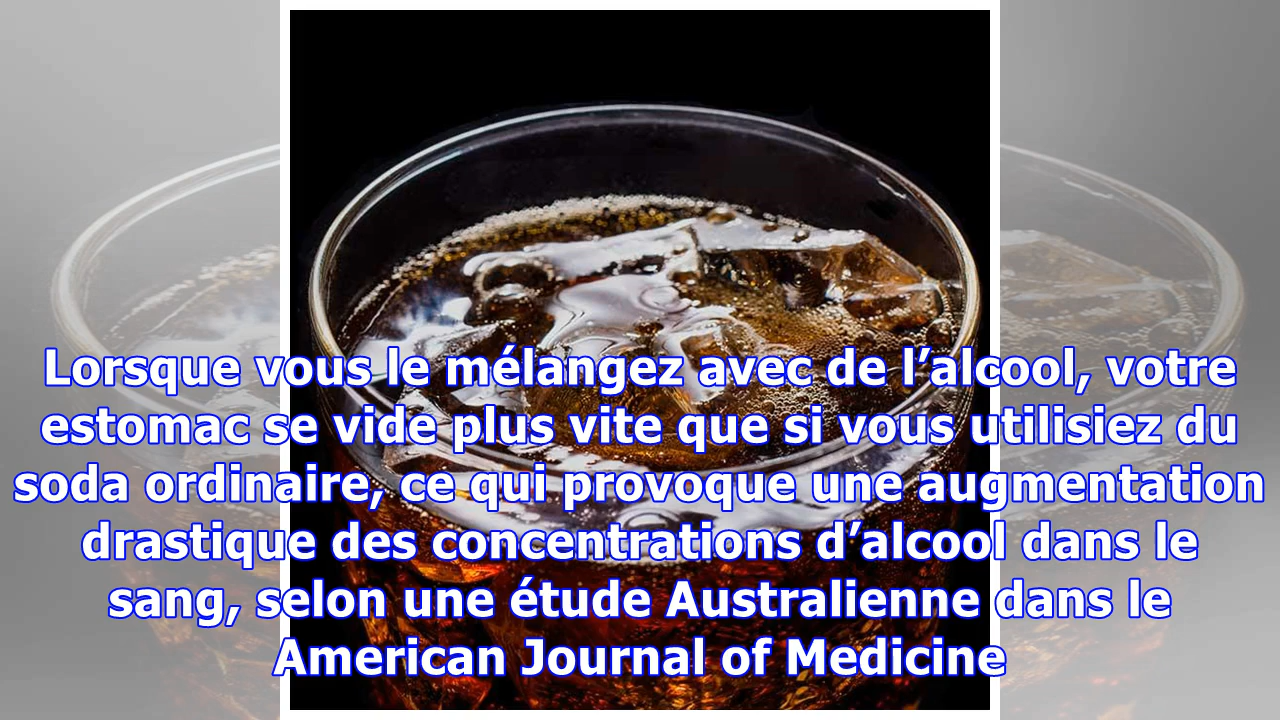 Lorsque vous le mélangez avec de l’alcool, votre
estomac se vide plus vite que si vous utilisiez du
soda ordinaire, ce qui provoque une augmentation
drastique des concentrations d’alcool dans le
sang, selon une étude Australienne dans le
American Journal of Medicine